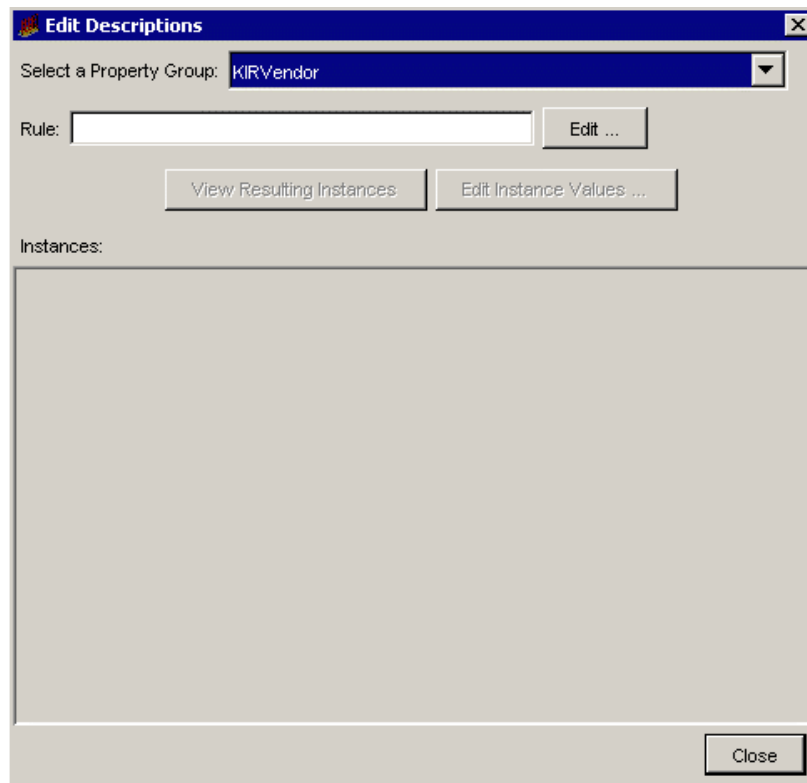 Edit Descriptions
Select a Property Group: KIRVendor
Rule: Edit ...
View Resulting Instances Edit Instance Values ...
Instances:
Close